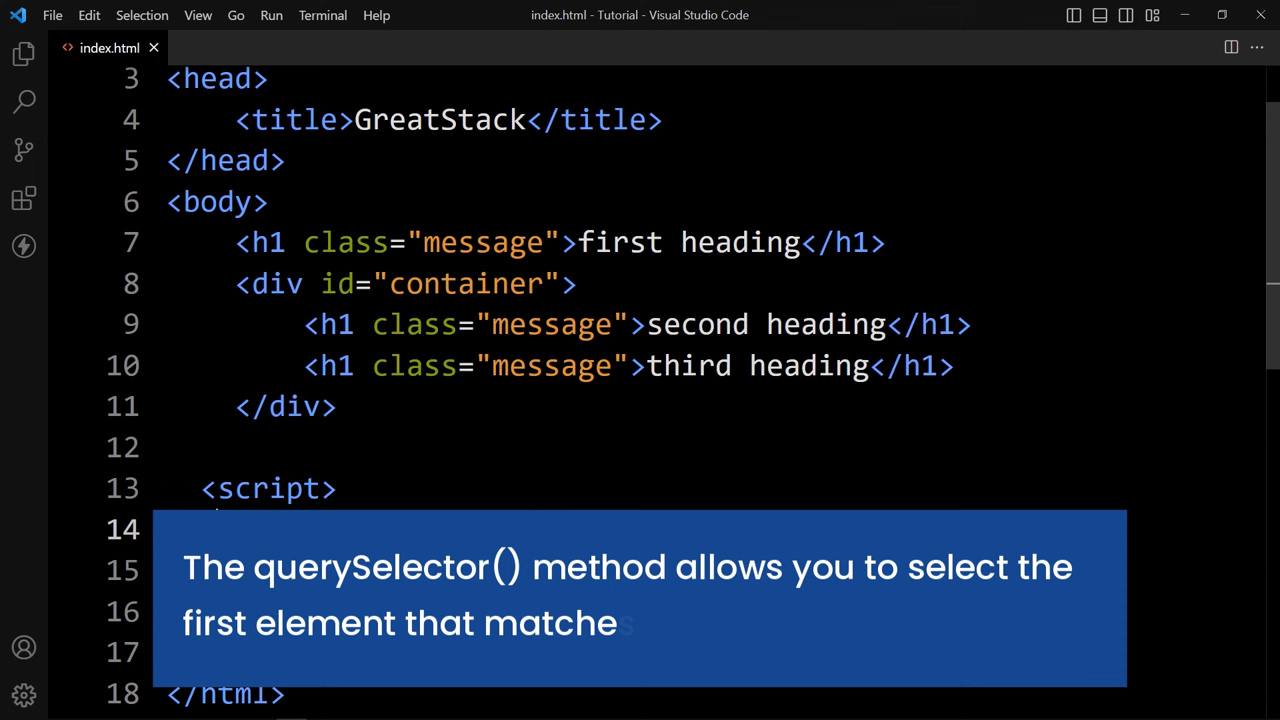 File Edit Selection View Go Run Terminal Help index.html - Tutorial - Visual Studio Code
index.html
3 <head>
4 <title>GreatStack</title>
5 </head>
6 <body>
7 <h1 class="message">first heading</h1>
8 <div id="container">
9 <h1 class="message">second heading</h1>
10 <h1 class="message">third heading</h1>
11 </div>
12
13 <script>
14
15
16
17
18 </html>
The querySelector() method allows you to select the
first element that matches